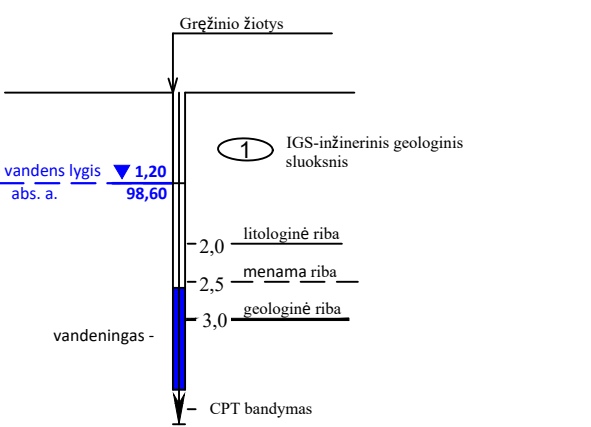 Gręžinio žiotys
1
IGS-inžinerinis geologinis
sluoksnis
vandens lygis ▼ 1,20
abs. a. 98,60
2,0 litologinė riba
2,5 menama riba
3,0 geologinė riba
vandeningas -
CPT bandymas